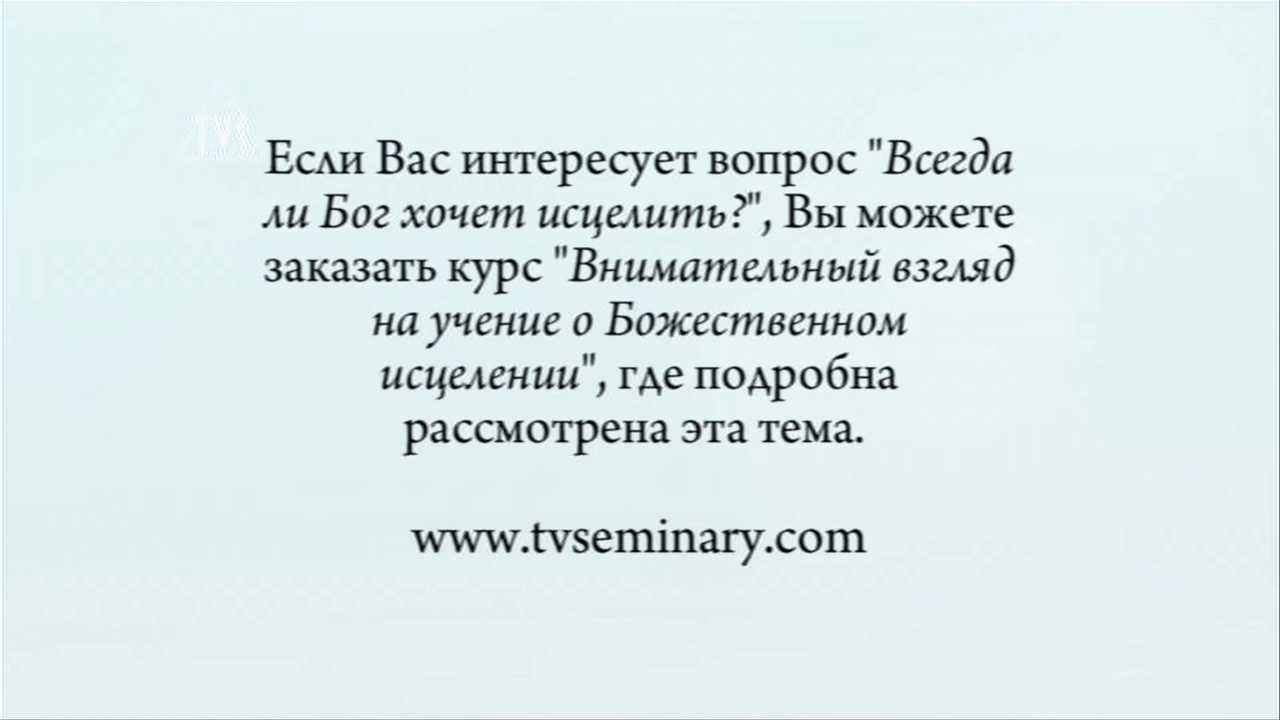 TVS
Если Вас интересует вопрос "Всегда
ли Бог хочет исцелить?", Вы можете
заказать курс "Внимательный взгляд
на учение о Божественном
исцелении", где подробна
рассмотрена эта тема.
www.tvseminary.com